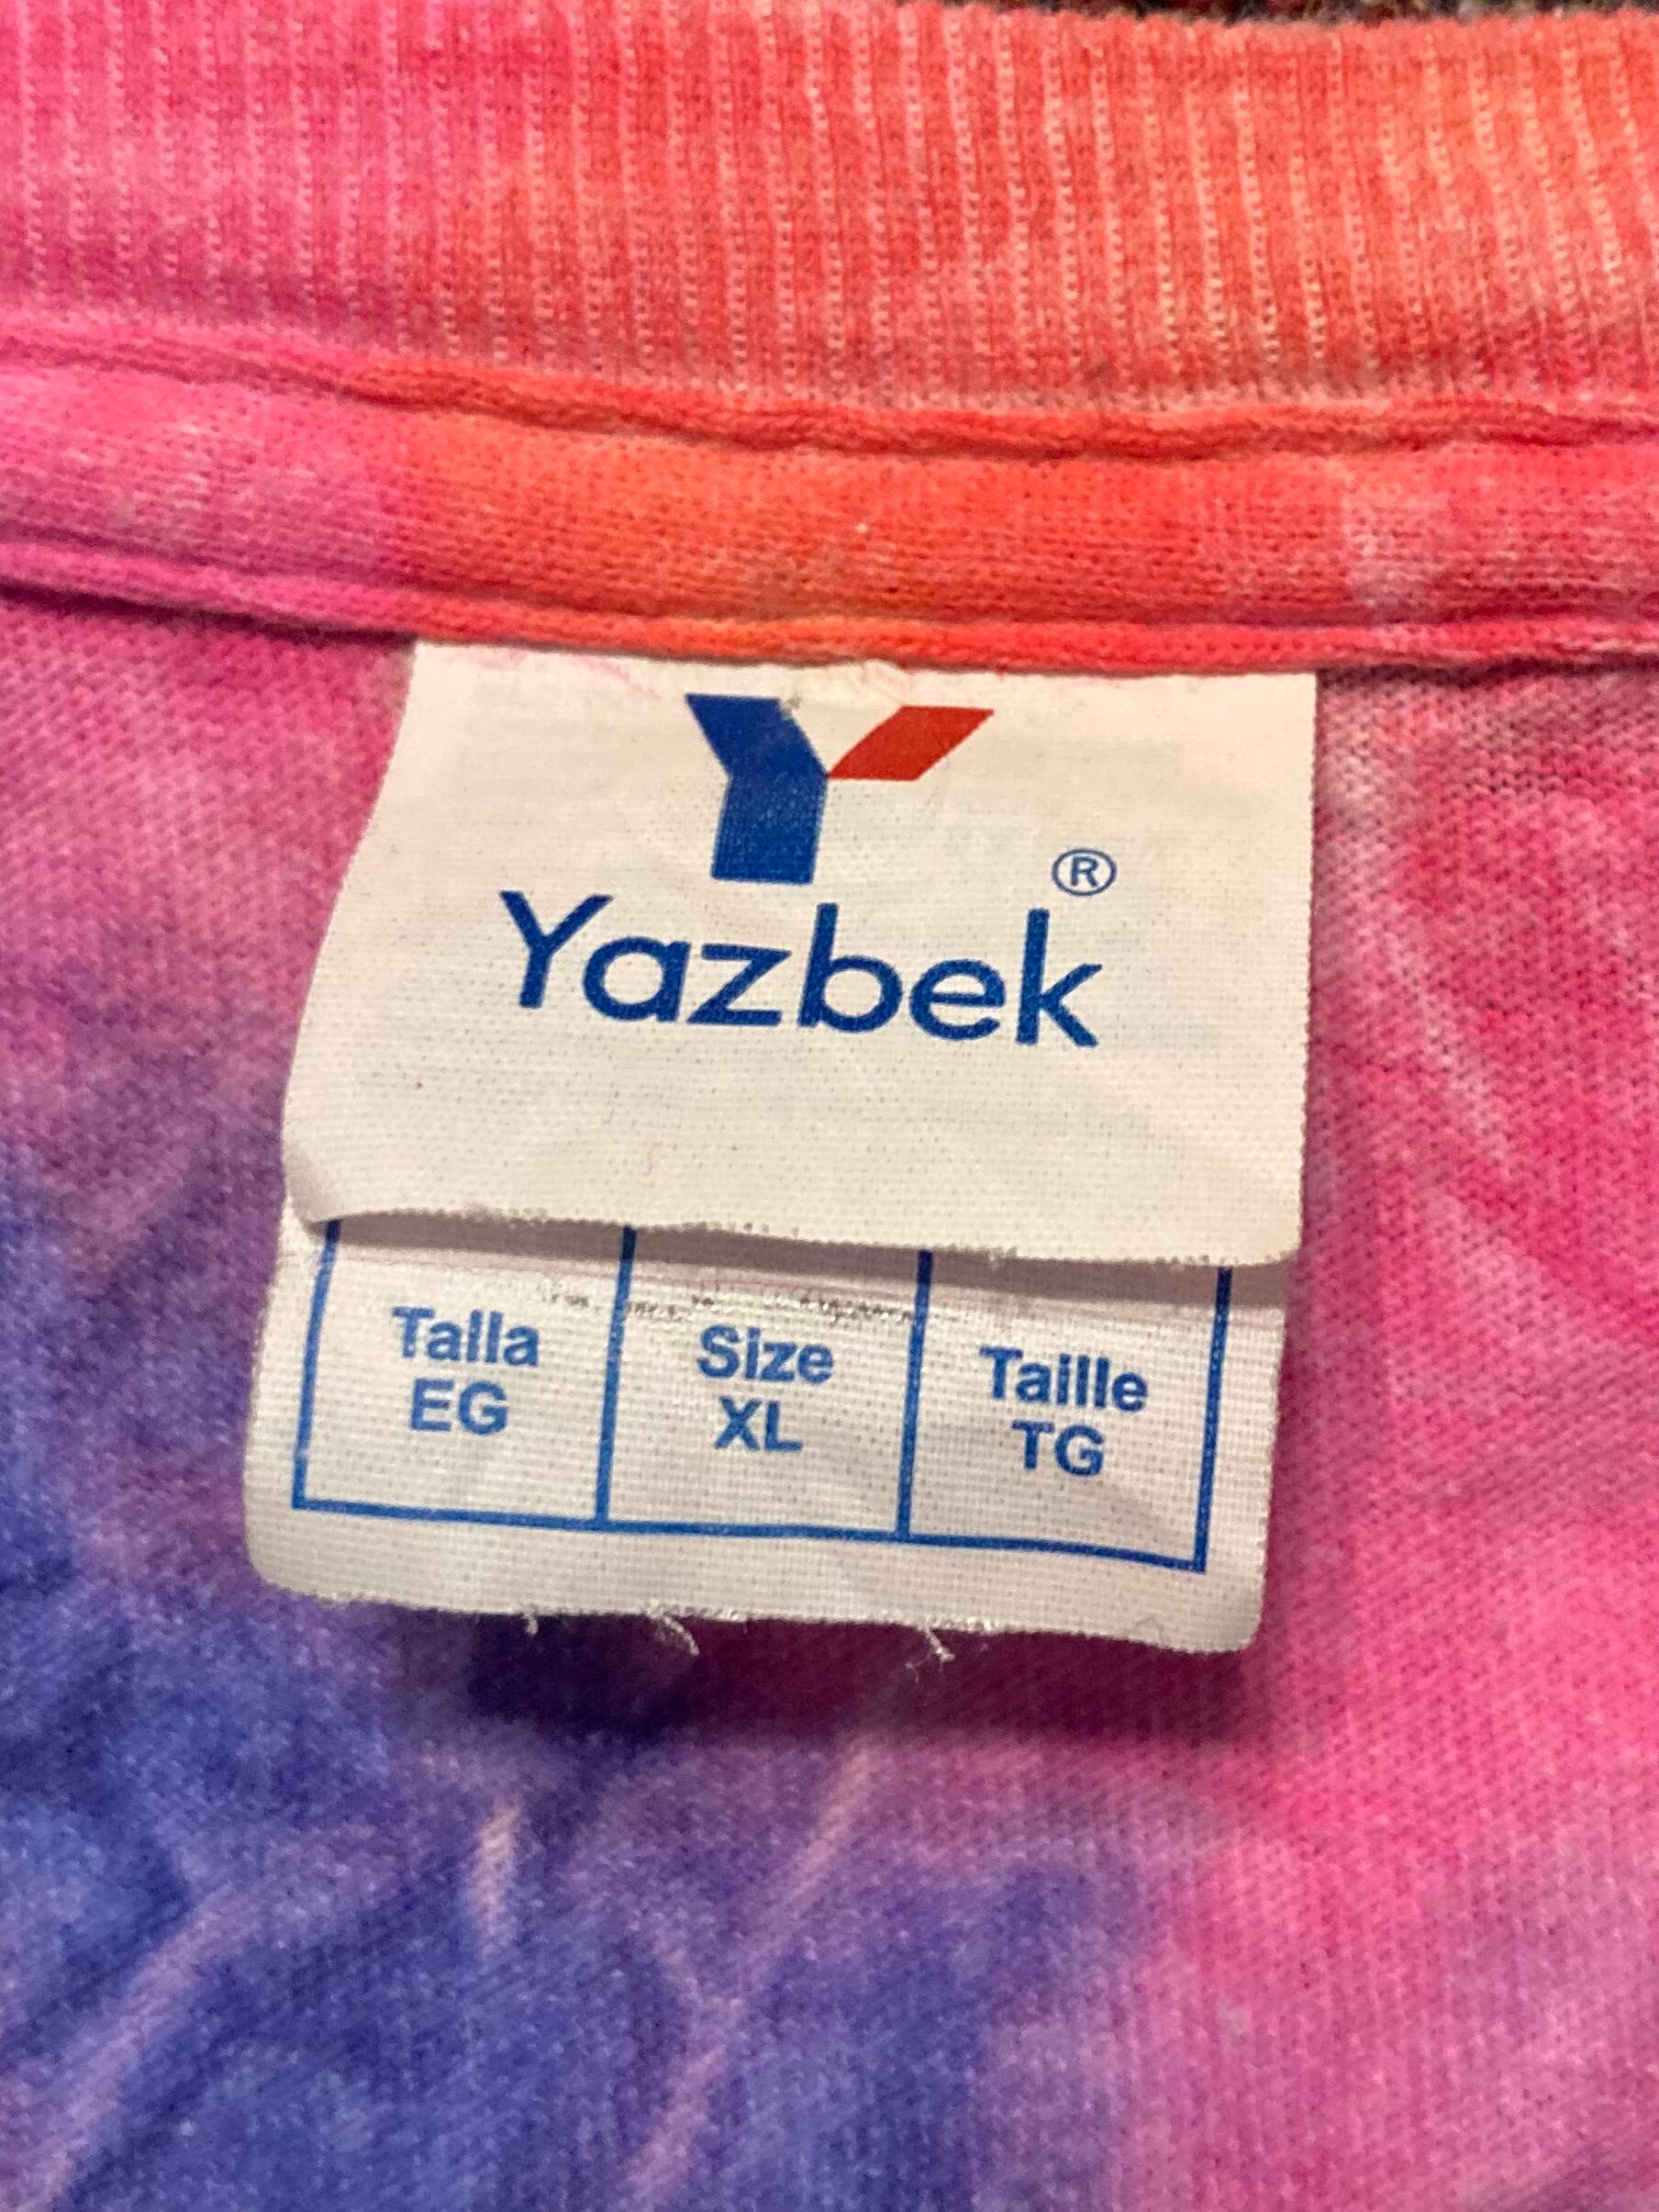 Y
Yazbek®
Talla Size Taille
EG XL TG